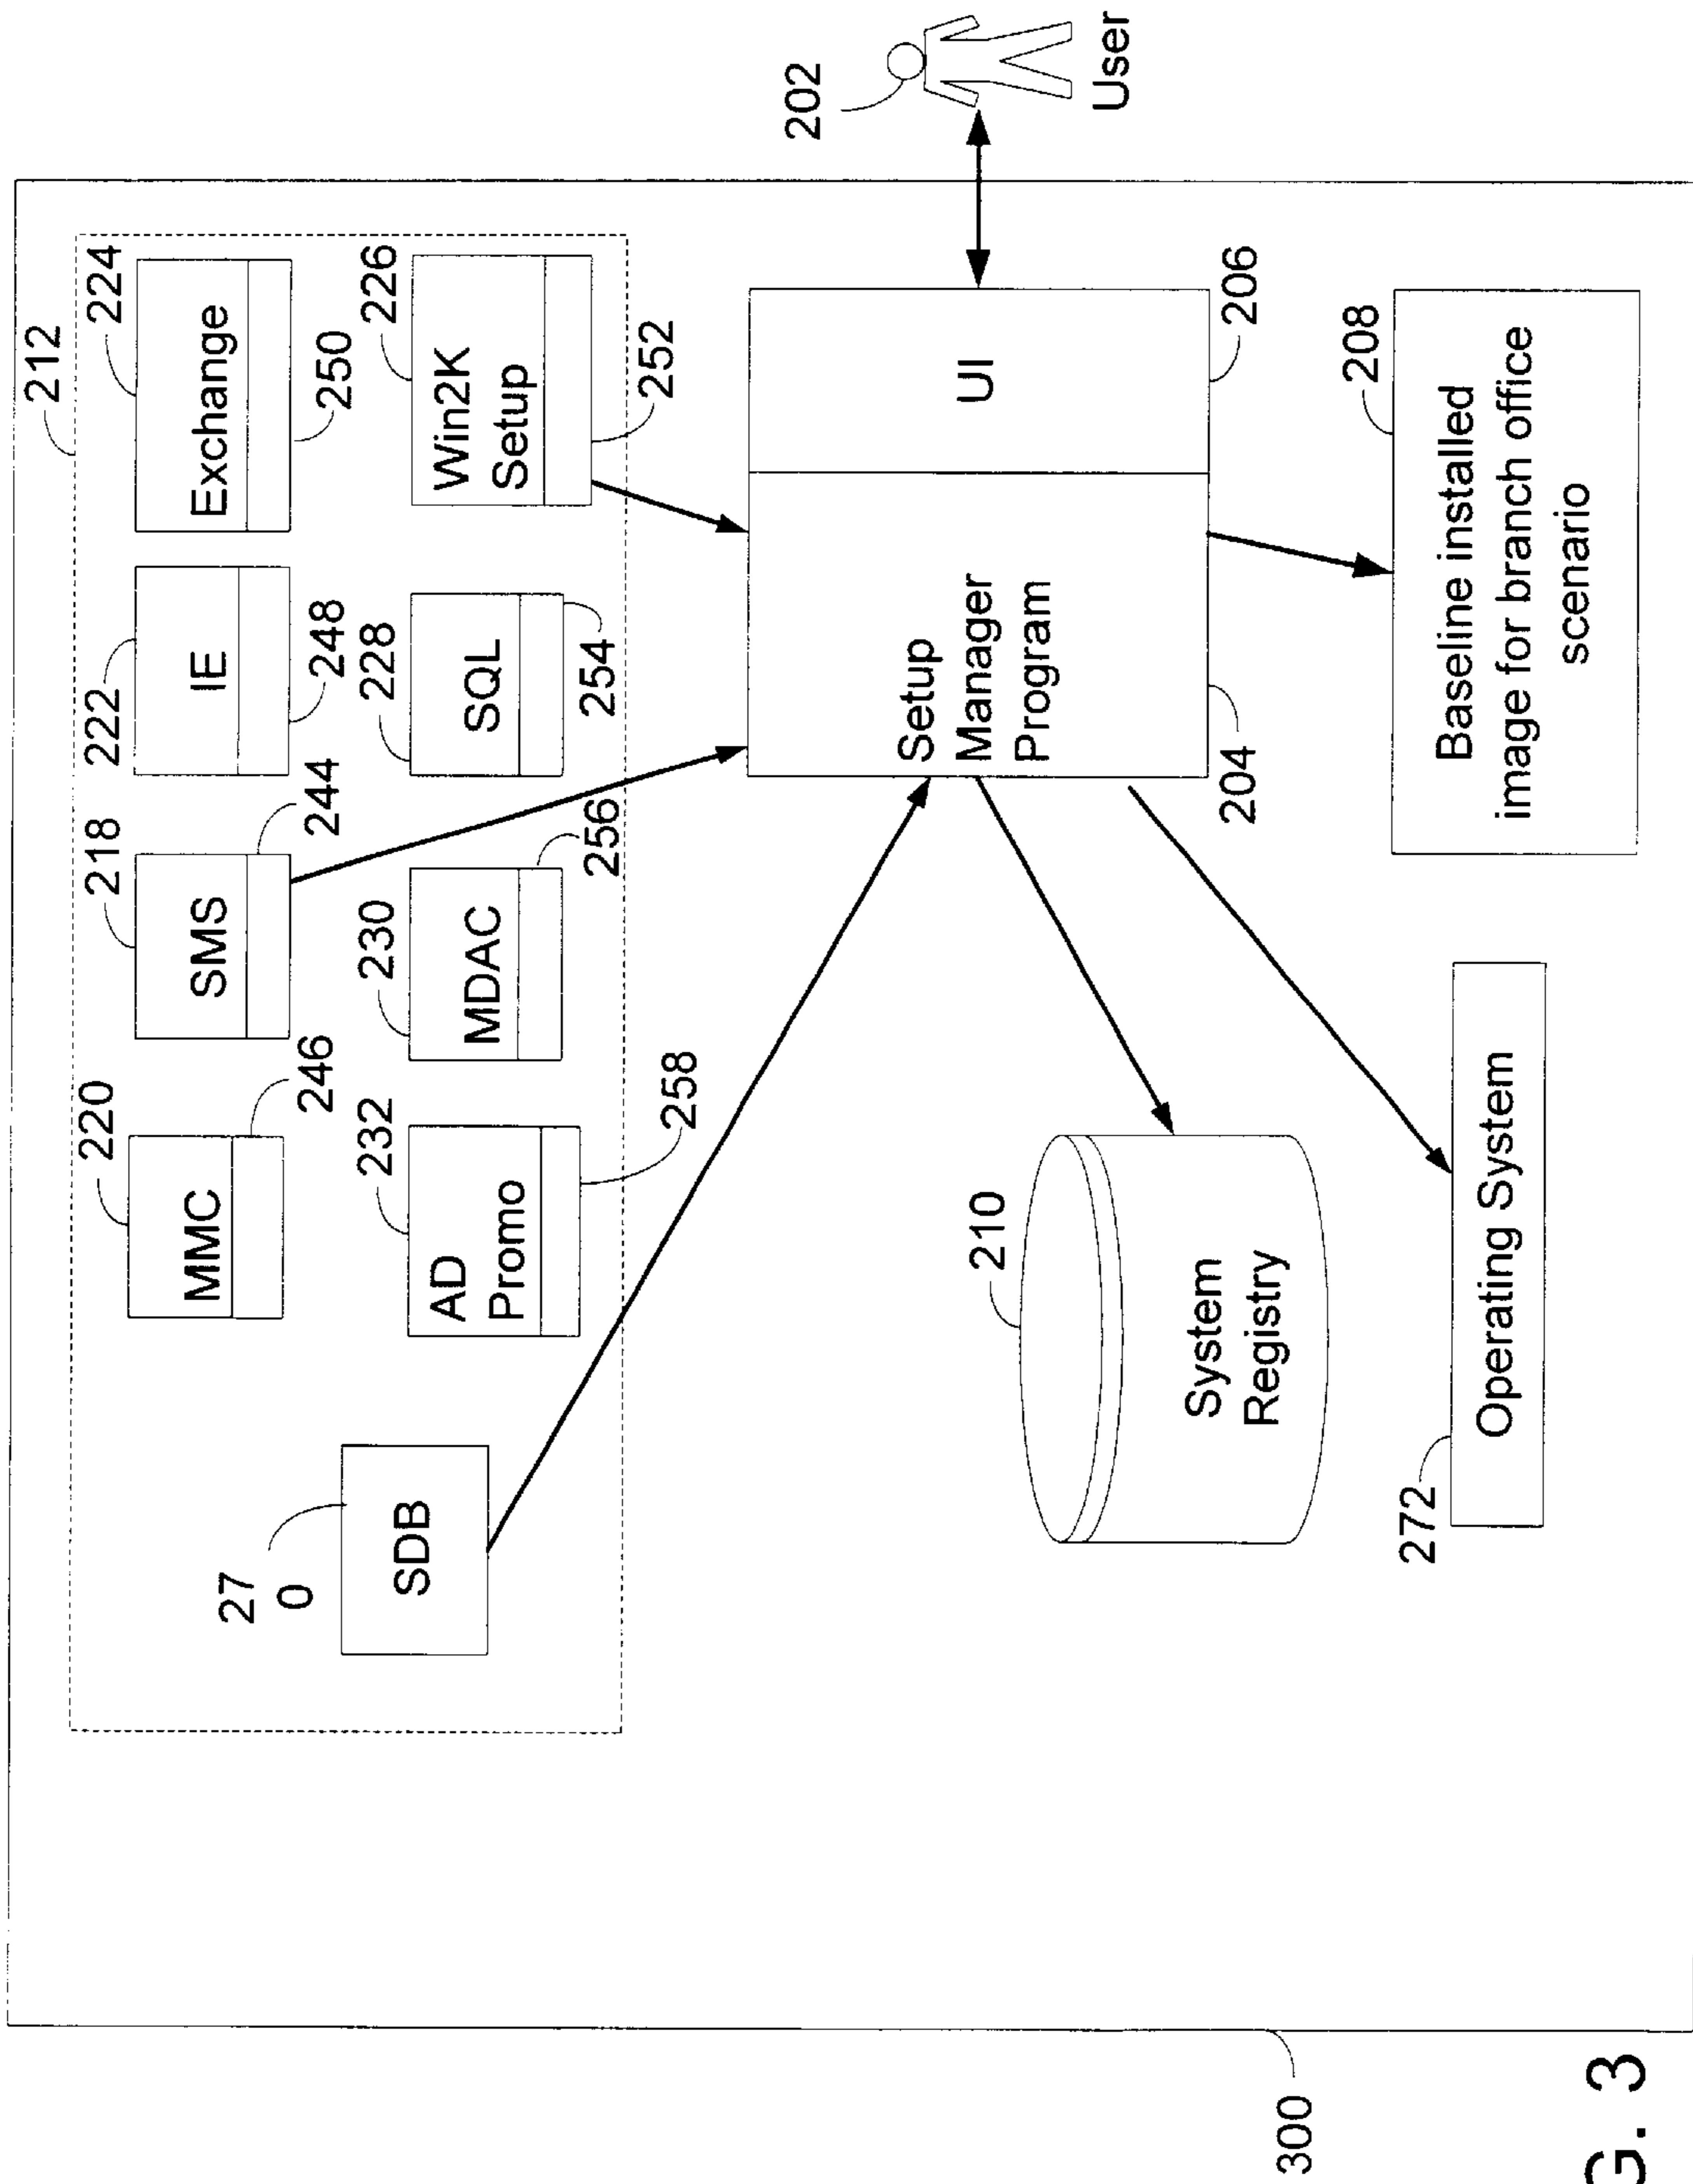 212
220
218
222
224
MMC
SMS
IE
Exchange
246
244
248
250
27
0
232
230
228
226
SDB
AD
Promo
MDAC
SQL
Win2K
Setup
258
256
254
252
202
User
Setup
Manager
Program
UI
204
206
210
System
Registry
208
Baseline installed
image for branch office
scenario
272
Operating System
300
G. 3